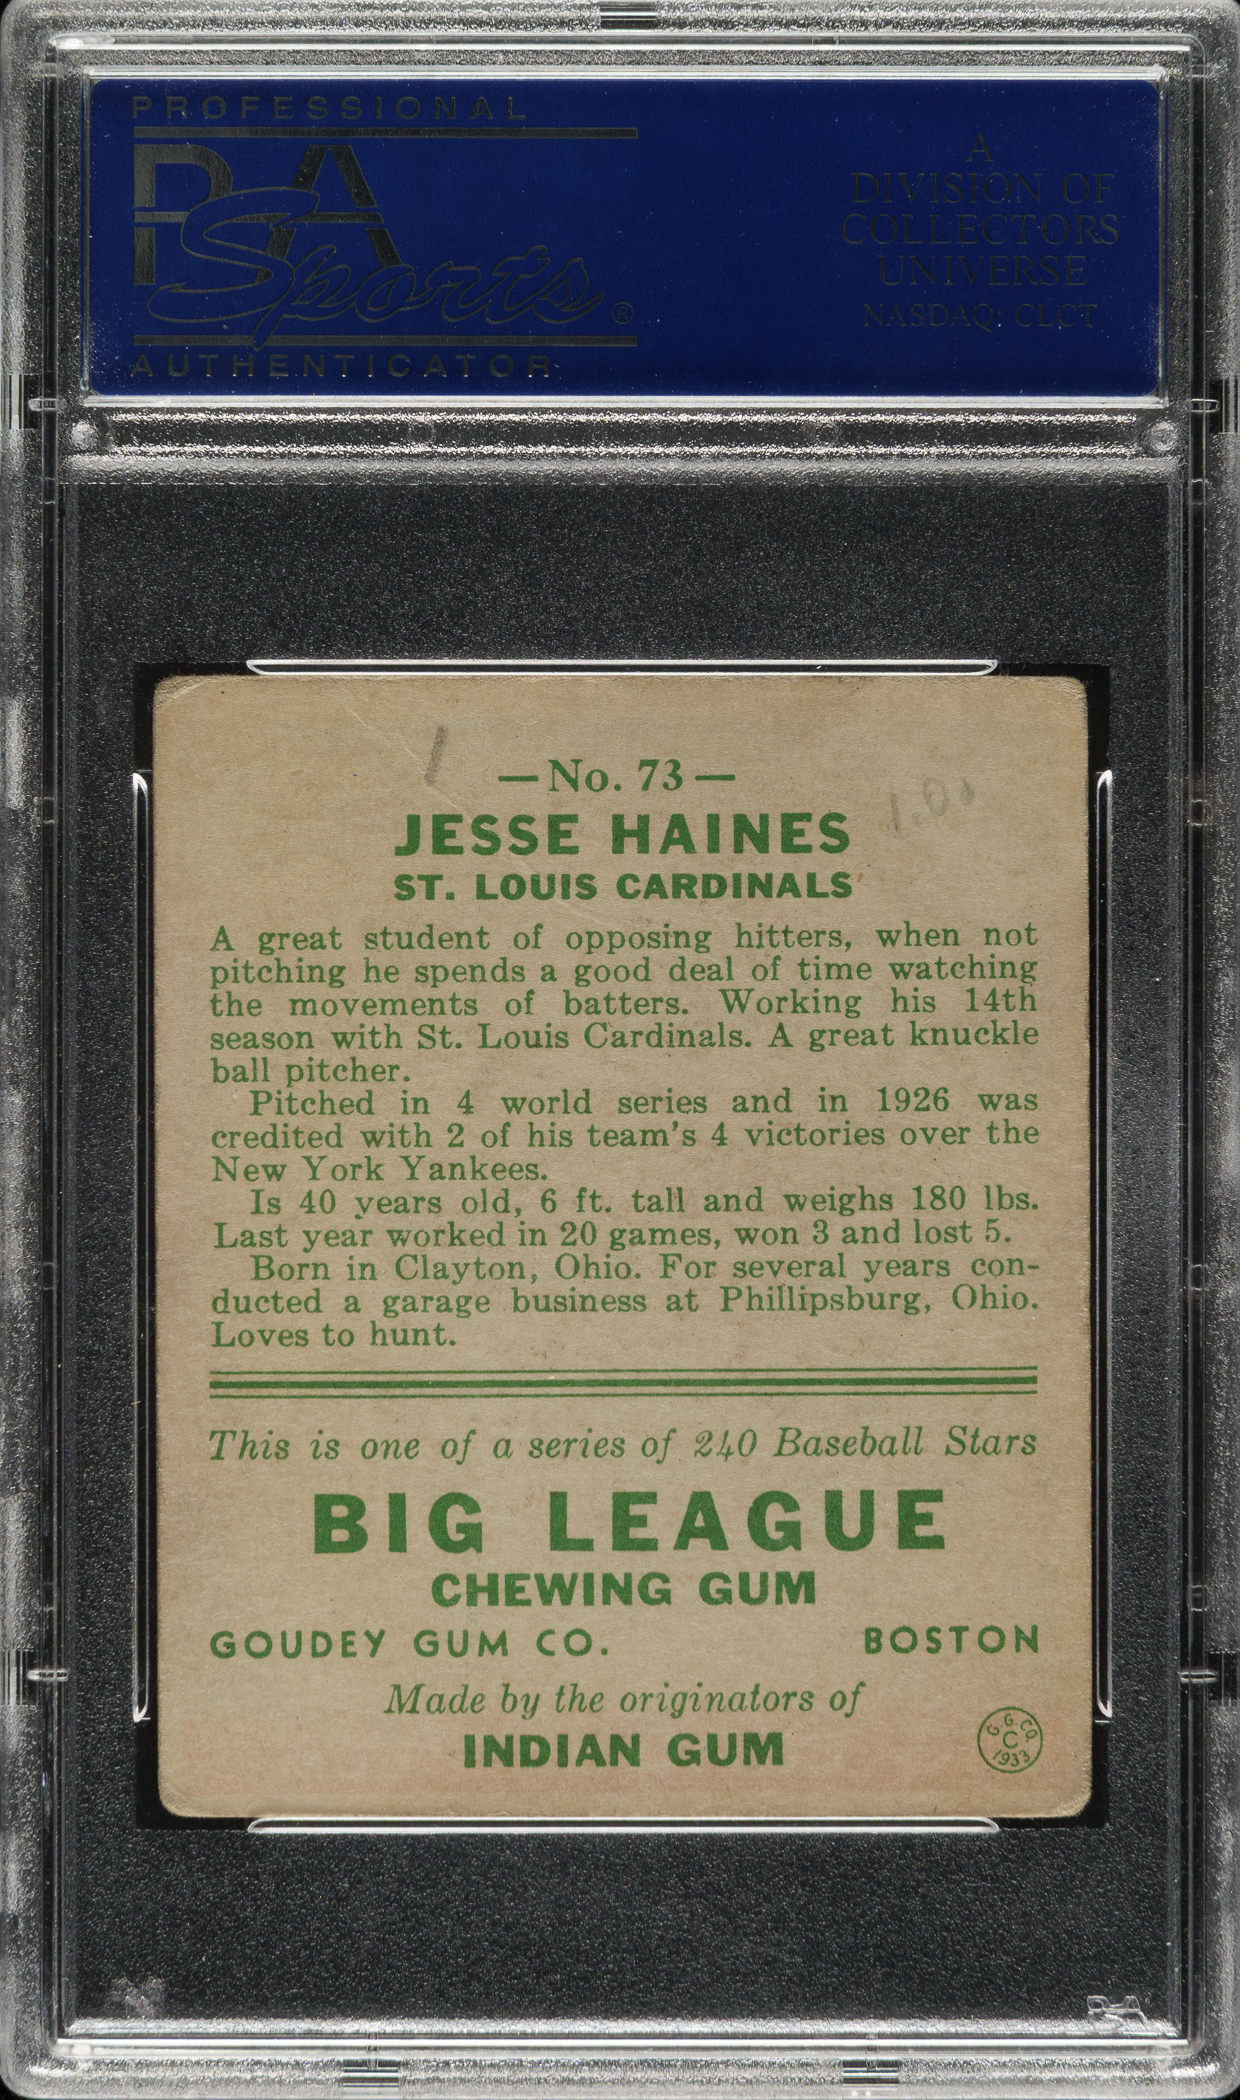 PROFESSIONAL
PSA
Sports®
AUTHENTICATOR
A
DIVISION OF
COLLECTORS
UNIVERSE
NASDAQ: CLCT
—No. 73—
JESSE HAINES
ST. LOUIS CARDINALS
A great student of opposing hitters, when not
pitching he spends a good deal of time watching
the movements of batters. Working his 14th
season with St. Louis Cardinals. A great knuckle
ball pitcher.
Pitched in 4 world series and in 1926 was
credited with 2 of his team's 4 victories over the
New York Yankees.
Is 40 years old, 6 ft. tall and weighs 180 lbs.
Last year worked in 20 games, won 3 and lost 5.
Born in Clayton, Ohio. For several years con-
ducted a garage business at Phillipsburg, Ohio.
Loves to hunt.
This is one of a series of 240 Baseball Stars
BIG LEAGUE
CHEWING GUM
GOUDEY GUM CO. BOSTON
Made by the originators of
INDIAN GUM
G.G.CO.
C
1933
PSA